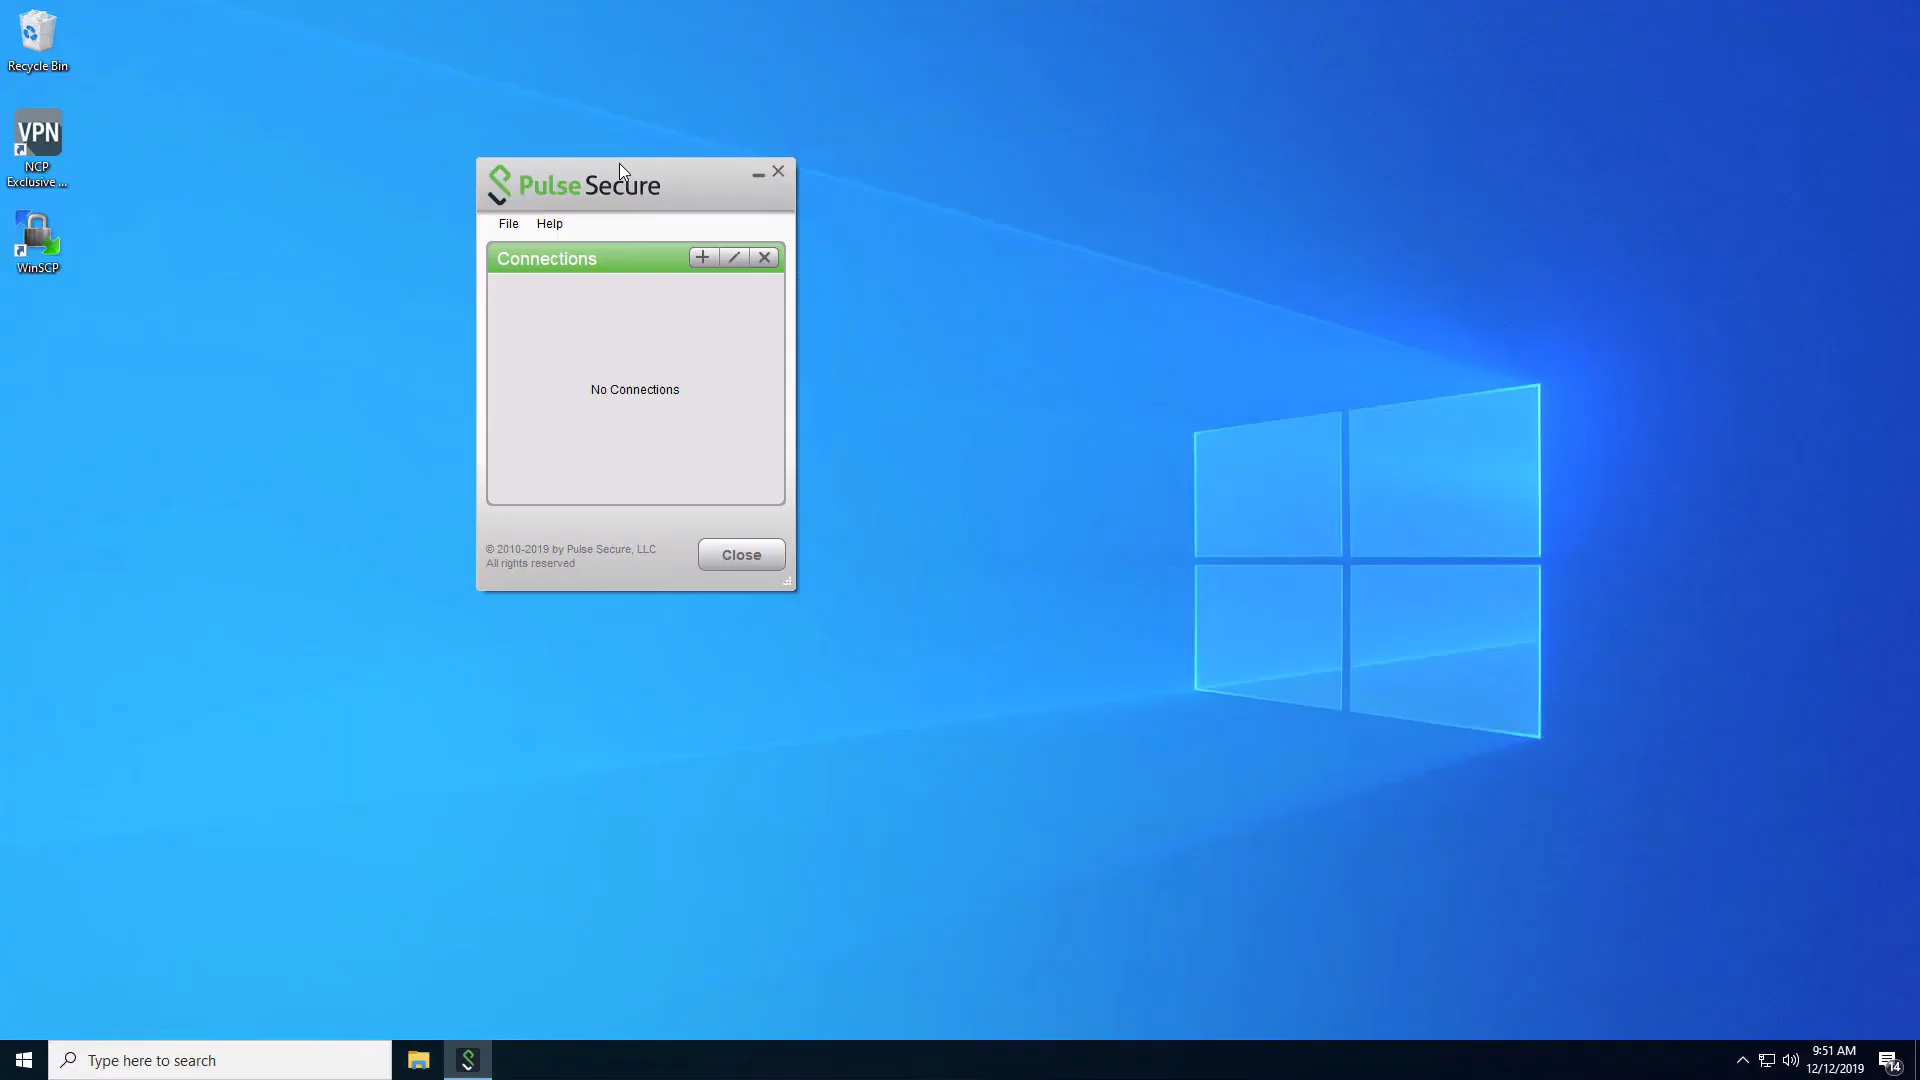 Recycle Bin
VPN
NCP
Exclusive ...
WinSCP
Pulse Secure
File Help
Connections
No Connections
© 2010-2019 by Pulse Secure, LLC
All rights reserved
Close
Type here to search
9:51 AM
12/12/2019
14